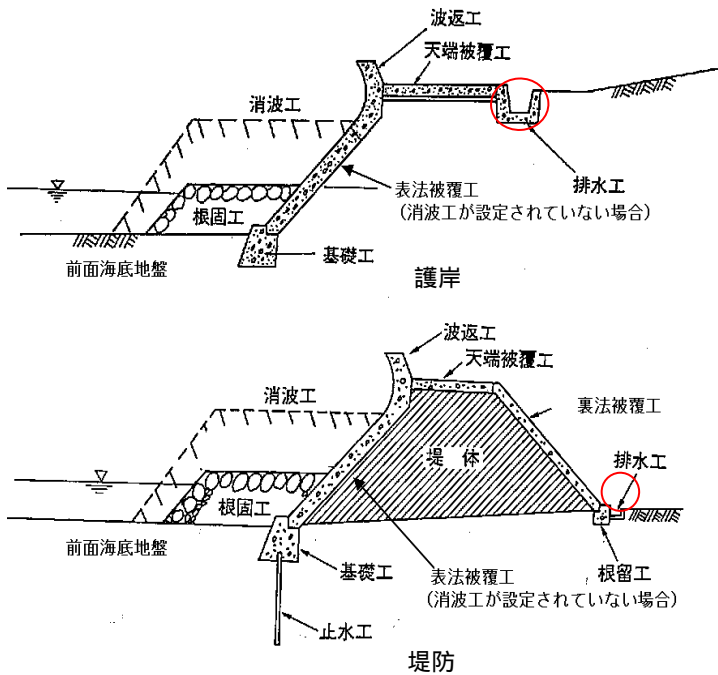 波返工
天端被覆工
消波工
表法被覆工
(消波工が設定されていない場合)
排水工
根固工
基礎工
前面海底地盤
護岸
波返工
天端被覆工
消波工
裏法被覆工
堤 体
排水工
根固工
前面海底地盤
基礎工
表法被覆工
(消波工が設定されていない場合)
根留工
止水工
堤防